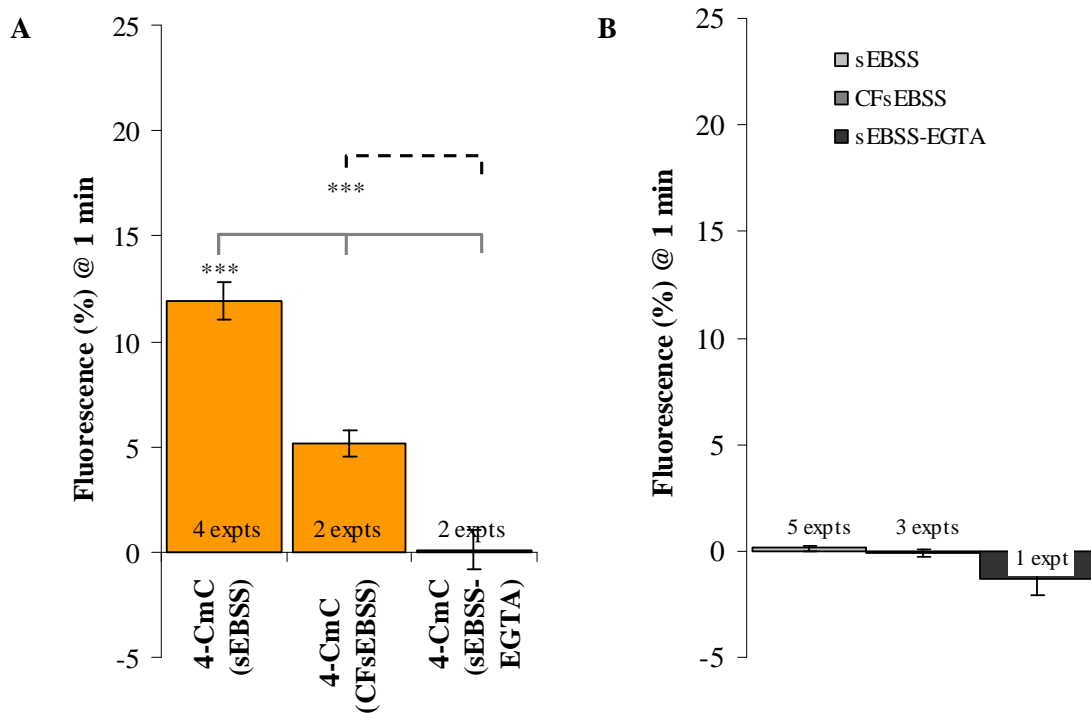 A
Fluorescence (%) @ 1 min
25
20
15
10
5
0
-5
***
***
4 expts
2 expts
2 expts
4-CmC
(sEBSS)
4-CmC
(CFsEBSS)
4-CmC
(sEBSS-
EGTA)
B
Fluorescence (%) @ 1 min
25
20
15
10
5
0
-5
sEBSS
CFsEBSS
sEBSS-EGTA
5 expts
3 expts
1 expt